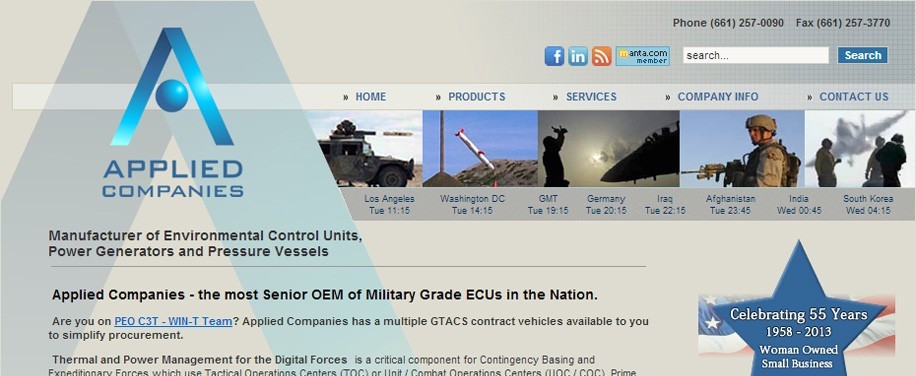 Phone (661) 257-0090 Fax (661) 257-3770
f in manta.com member
search... Search
» HOME » PRODUCTS » SERVICES » COMPANY INFO » CONTACT US
APPLIED
COMPANIES
Los Angeles Washington DC GMT Germany Iraq Afghanistan India South Korea
Tue 11:15 Tue 14:15 Tue 19:15 Tue 20:15 Tue 22:15 Tue 23:45 Wed 00:45 Wed 04:15
Manufacturer of Environmental Control Units,
Power Generators and Pressure Vessels
Applied Companies - the most Senior OEM of Military Grade ECUs in the Nation.
Are you on PEO C3T - WIN-T Team? Applied Companies has a multiple GTACS contract vehicles available to you
to simplify procurement.
Thermal and Power Management for the Digital Forces is a critical component for Contingency Basing and
Expeditionary Forces which use Tactical Operations Centers (TOC) or Unit / Combat Operations Centers (UOC / COC). Prime
Celebrating 55 Years
1958 - 2013
Woman Owned
Small Business